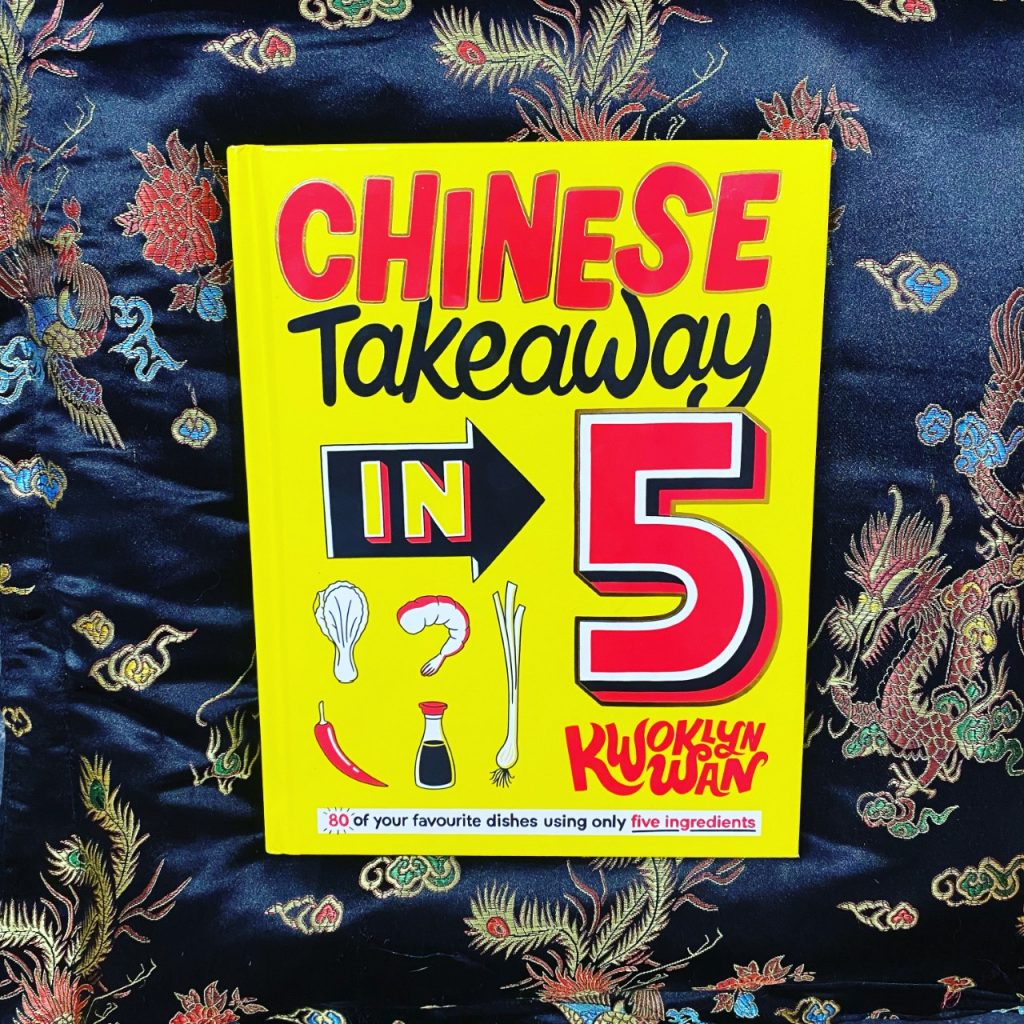 CHINESE
Takeaway
IN 5
KWOKLYN
WAN
80 of your favourite dishes using only five ingredients